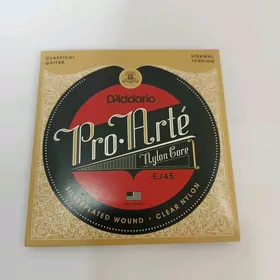 CLASSICAL
GUITAR
NORMAL
TENSION
D'Addario
Pro·Arté
Nylon Core
EJ45
SILVERPLATED WOUND · CLEAR NYLON